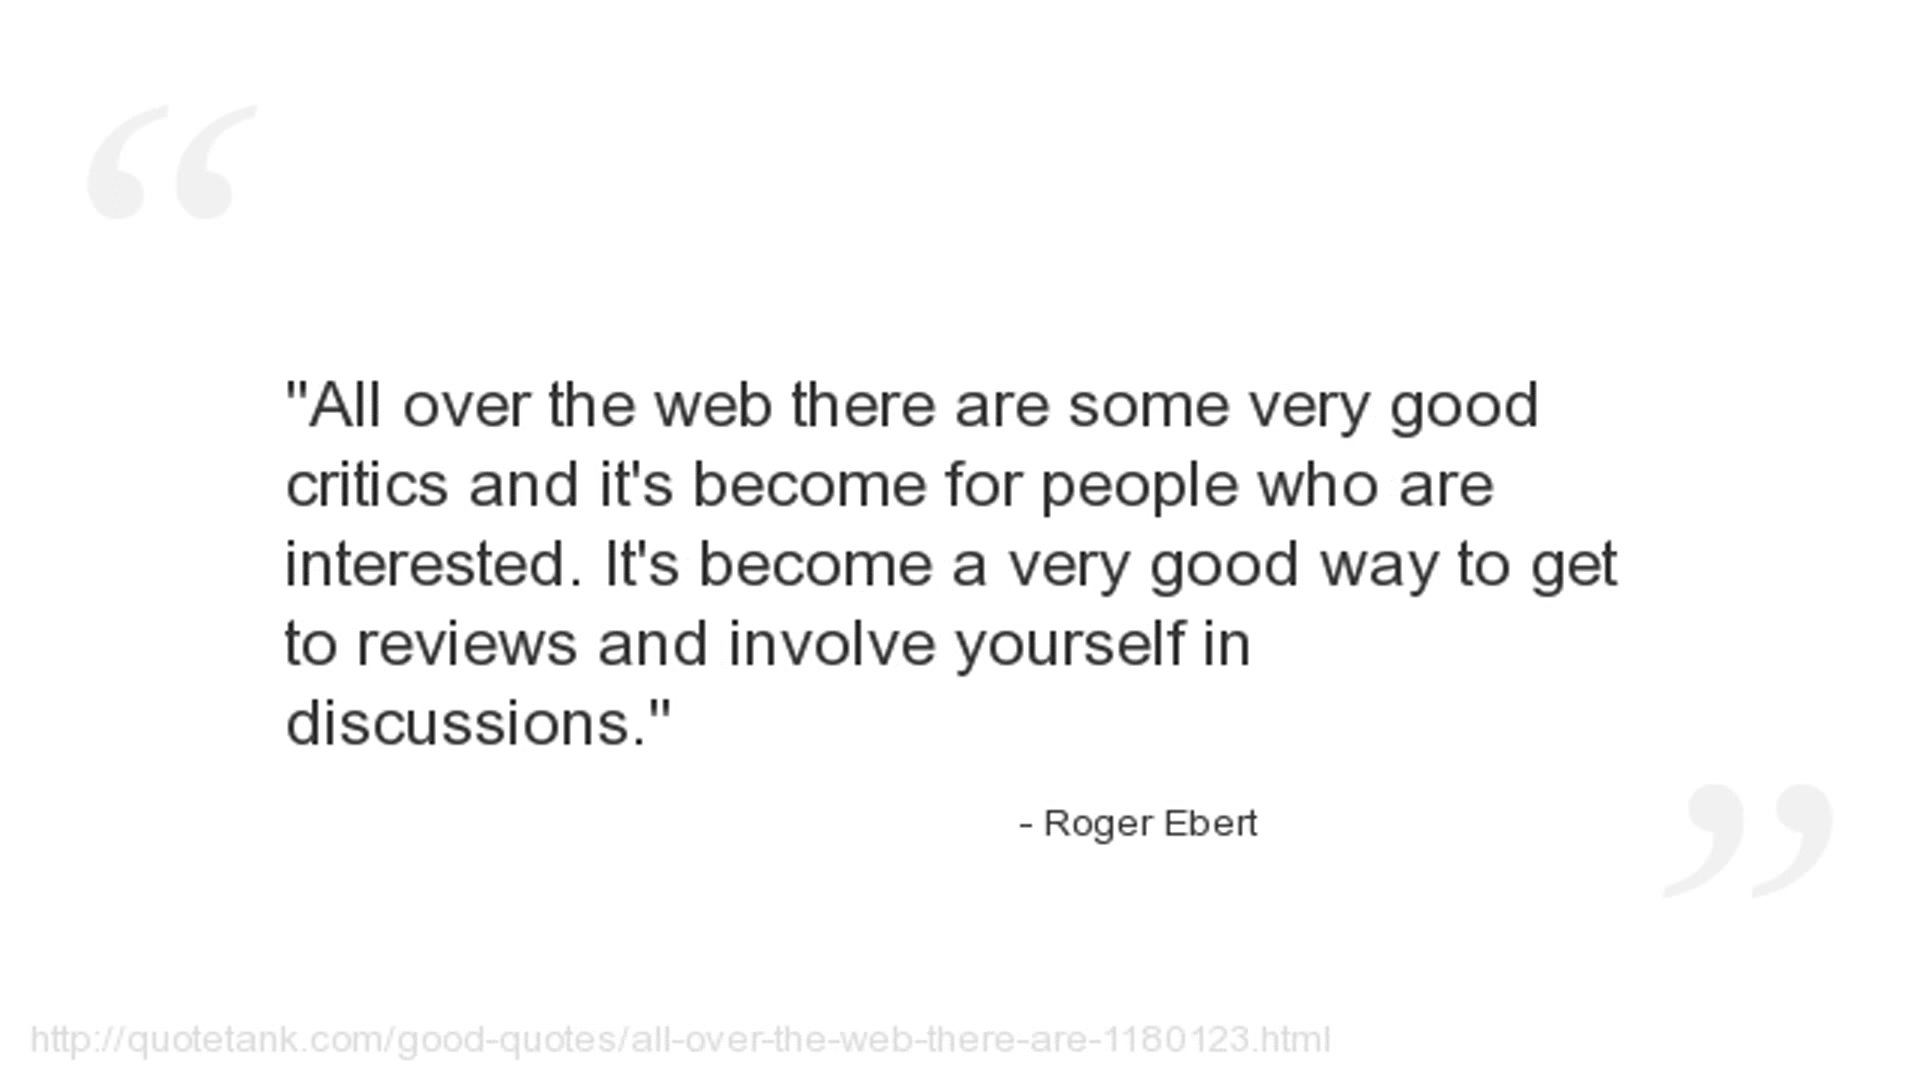 "All over the web there are some very good
critics and it's become for people who are
interested. It's become a very good way to get
to reviews and involve yourself in
discussions."
- Roger Ebert
http://quotetank.com/good-quotes/all-over-the-web-there-are-1180123.html